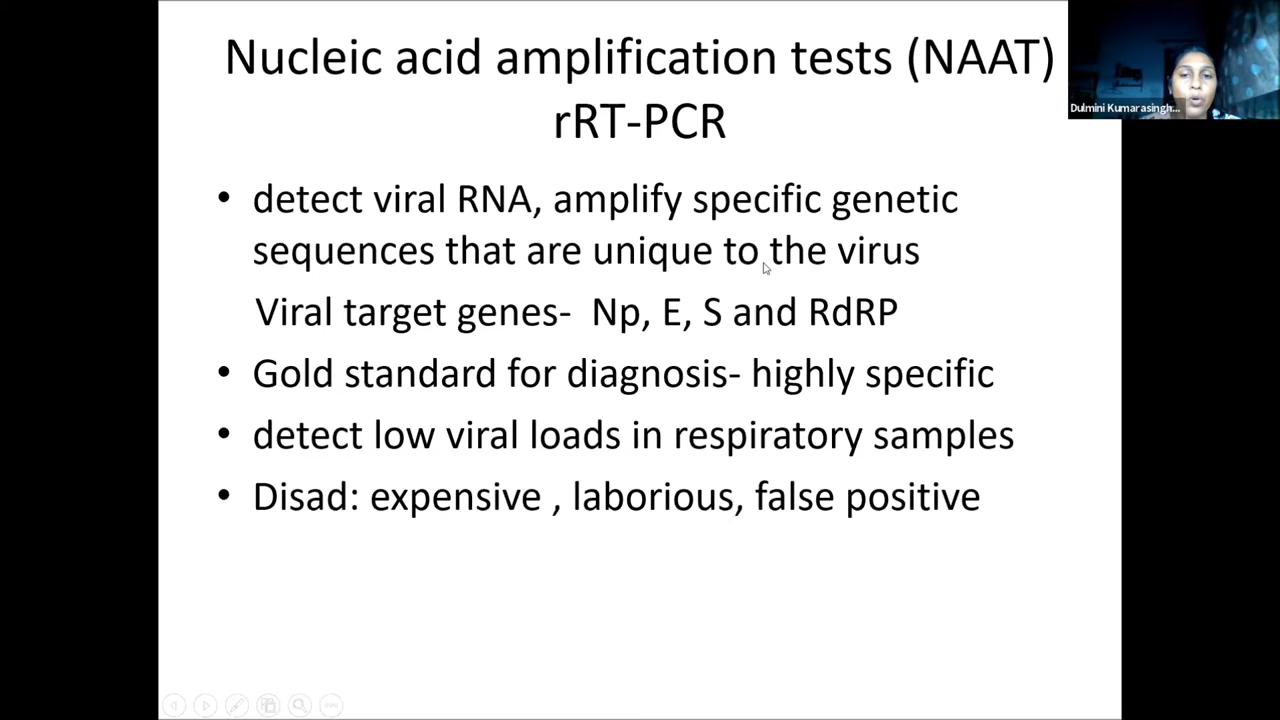 Nucleic acid amplification tests (NAAT)
rRT-PCR
Dulmini Kumarasingh...
• detect viral RNA, amplify specific genetic
sequences that are unique to the virus
Viral target genes- Np, E, S and RdRP
• Gold standard for diagnosis- highly specific
• detect low viral loads in respiratory samples
• Disad: expensive , laborious, false positive